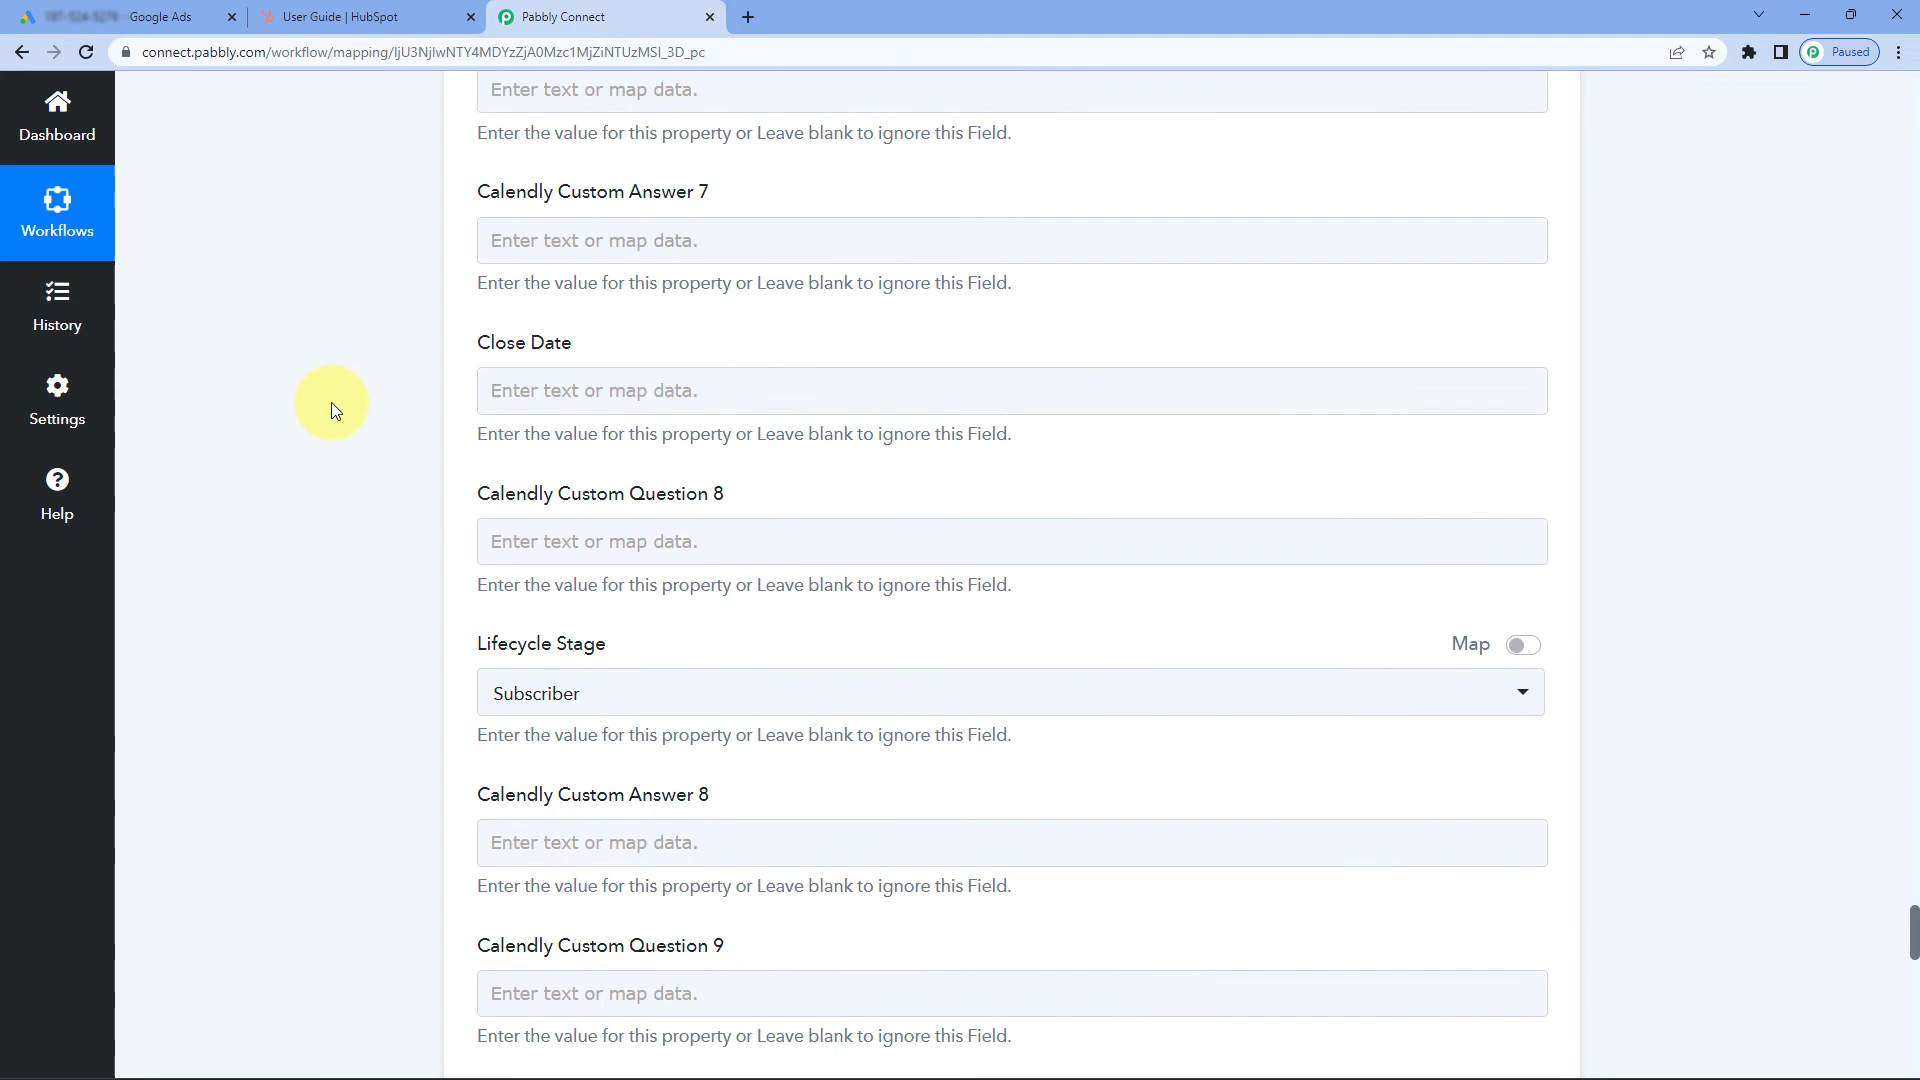 Google Ads
User Guide | HubSpot
Pabbly Connect
Paused
Dashboard
Workflows
History
Settings
Help
Enter text or map data.
Enter the value for this property or Leave blank to ignore this Field.
Calendly Custom Answer 7
Enter text or map data.
Enter the value for this property or Leave blank to ignore this Field.
Close Date
Enter text or map data.
Enter the value for this property or Leave blank to ignore this Field.
Calendly Custom Question 8
Enter text or map data.
Enter the value for this property or Leave blank to ignore this Field.
Lifecycle Stage
Map
Subscriber
Enter the value for this property or Leave blank to ignore this Field.
Calendly Custom Answer 8
Enter text or map data.
Enter the value for this property or Leave blank to ignore this Field.
Calendly Custom Question 9
Enter text or map data.
Enter the value for this property or Leave blank to ignore this Field.